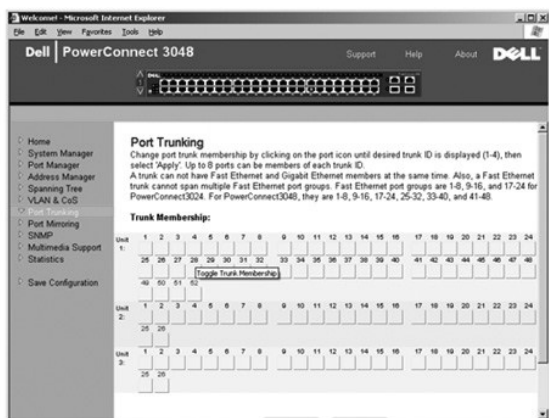 Welcome! - Microsoft Internet Explorer
File Edit View Favorites Tools Help
Dell | PowerConnect 3048
Support Help About DELL
Home
System Manager
Port Manager
Address Manager
Spanning Tree
VLAN & CoS
Port Trunking
Port Mirroring
SNMP
Multimedia Support
Statistics
Save Configuration
Port Trunking
Change port trunk membership by clicking on the port icon until desired trunk ID is displayed (1-4), then
select 'Apply'. Up to 8 ports can be members of each trunk ID.
A trunk can not have Fast Ethernet and Gigabit Ethernet members at the same time. Also, a Fast Ethernet
trunk cannot span multiple Fast Ethernet port groups. Fast Ethernet port groups are 1-8, 9-16, and 17-24 for
PowerConnect3024. For PowerConnect3048, they are 1-8, 9-16, 17-24, 25-32, 33-40, and 41-48.
Trunk Membership:
Unit 1: 1 2 3 4 5 6 7 8 9 10 11 12 13 14 15 16 17 18 19 20 21 22 23 24
25 26 27 28 29 30 31 32 33 34 35 36 37 38 39 40 41 42 43 44 45 46 47 48
Toggle Trunk Membership
49 50 51 52
Unit 2: 1 2 3 4 5 6 7 8 9 10 11 12 13 14 15 16 17 18 19 20 21 22 23 24
25 26
Unit 3: 1 2 3 4 5 6 7 8 9 10 11 12 13 14 15 16 17 18 19 20 21 22 23 24
25 26